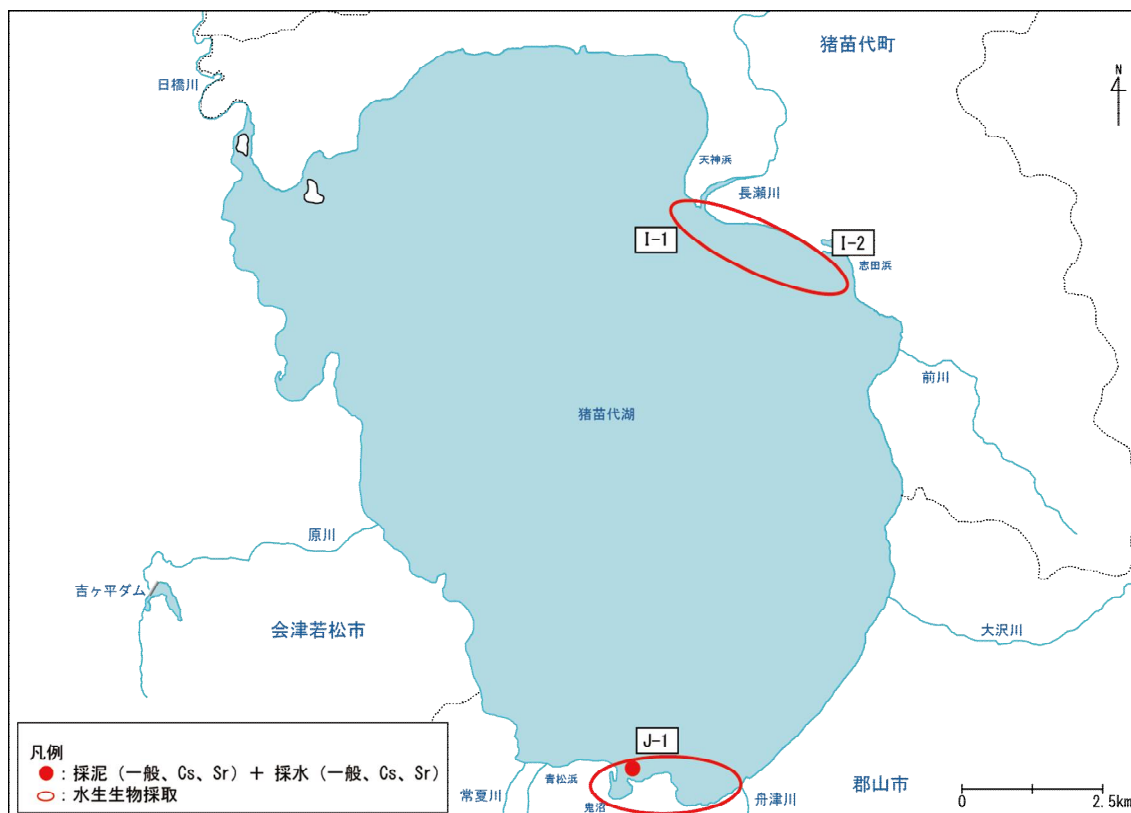 猪苗代町
日橋川
N
天神浜
長瀬川
I-1
I-2
志田浜
前川
猪苗代湖
原川
吉ヶ平ダム
会津若松市
大沢川
J-1
凡例
：採泥（一般、Cs、Sr）＋ 採水（一般、Cs、Sr）
：水生生物採取
青松浜
常夏川
鬼沼
舟津川
郡山市
0 2.5km